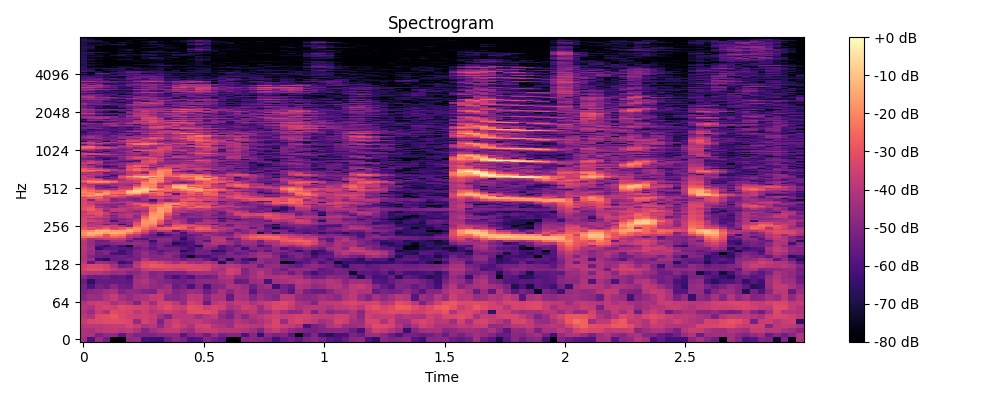 Spectrogram
4096
2048
1024
512
256
128
64
0
Hz
0
0.5
1
1.5
2
2.5
Time
+0 dB
-10 dB
-20 dB
-30 dB
-40 dB
-50 dB
-60 dB
-70 dB
-80 dB